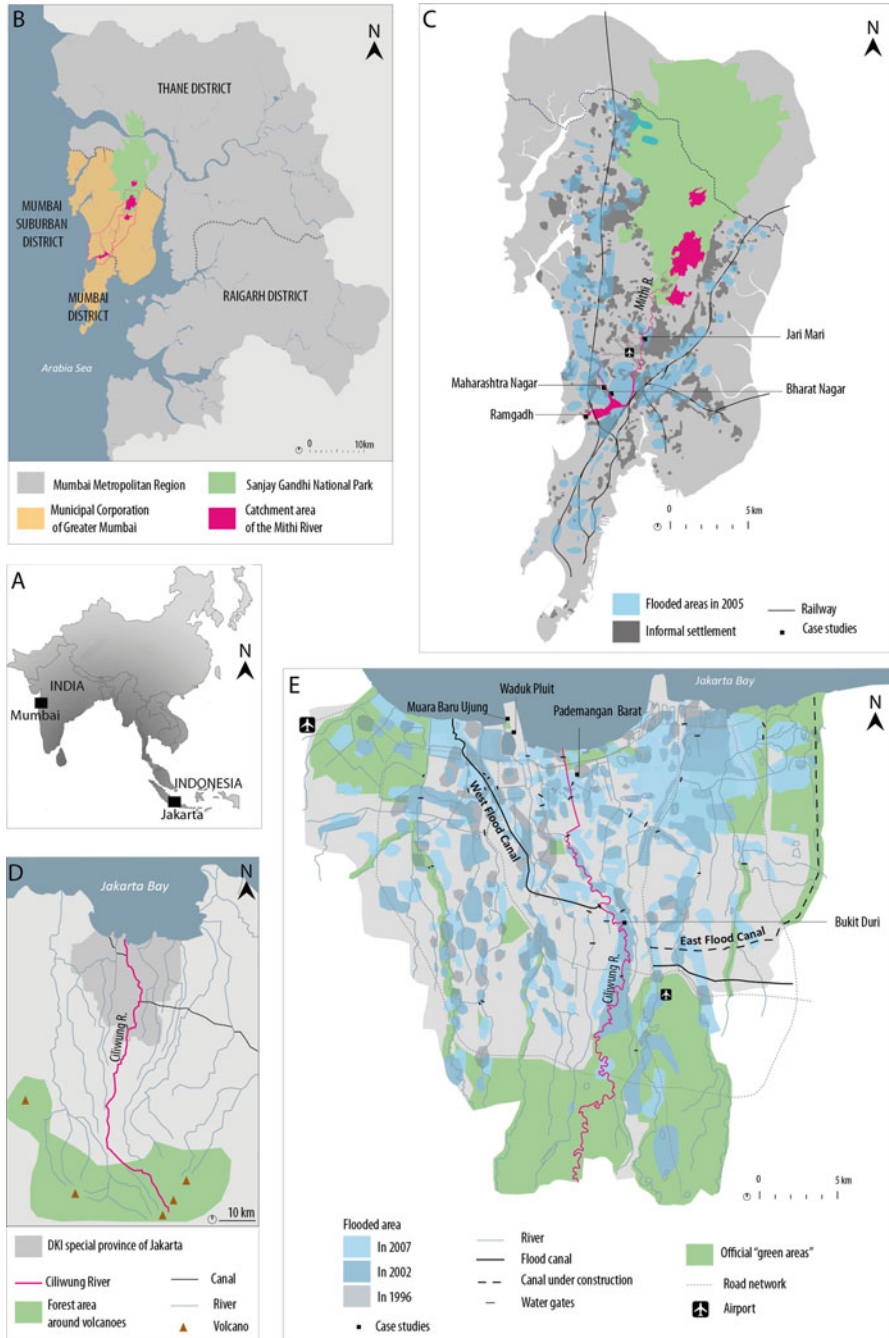 B
N
THANE DISTRICT
MUMBAI
SUBURBAN
DISTRICT
MUMBAI
DISTRICT
RAIGARH DISTRICT
Arabia Sea
0 10km
Mumbai Metropolitan Region
Sanjay Gandhi National Park
Municipal Corporation
of Greater Mumbai
Catchment area
of the Mithi River
C
N
Mithi R.
Jari Mari
Maharashtra Nagar
Bharat Nagar
Ramgadh
0 5 km
Flooded areas in 2005
Railway
Informal settlement
Case studies
A
N
INDIA
Mumbai
INDONESIA
Jakarta
D
N
Jakarta Bay
Ciliwung R.
10 km
DKI special province of Jakarta
Ciliwung River
Canal
Forest area
around volcanoes
River
Volcano
E
N
Jakarta Bay
Waduk Pluit
Muara Baru Ujung
Pademangan Barat
West Flood Canal
Bukit Duri
East Flood Canal
Ciliwung R.
0 5 km
Flooded area
In 2007
In 2002
In 1996
Case studies
River
Flood canal
Canal under construction
Water gates
Official "green areas"
Road network
Airport